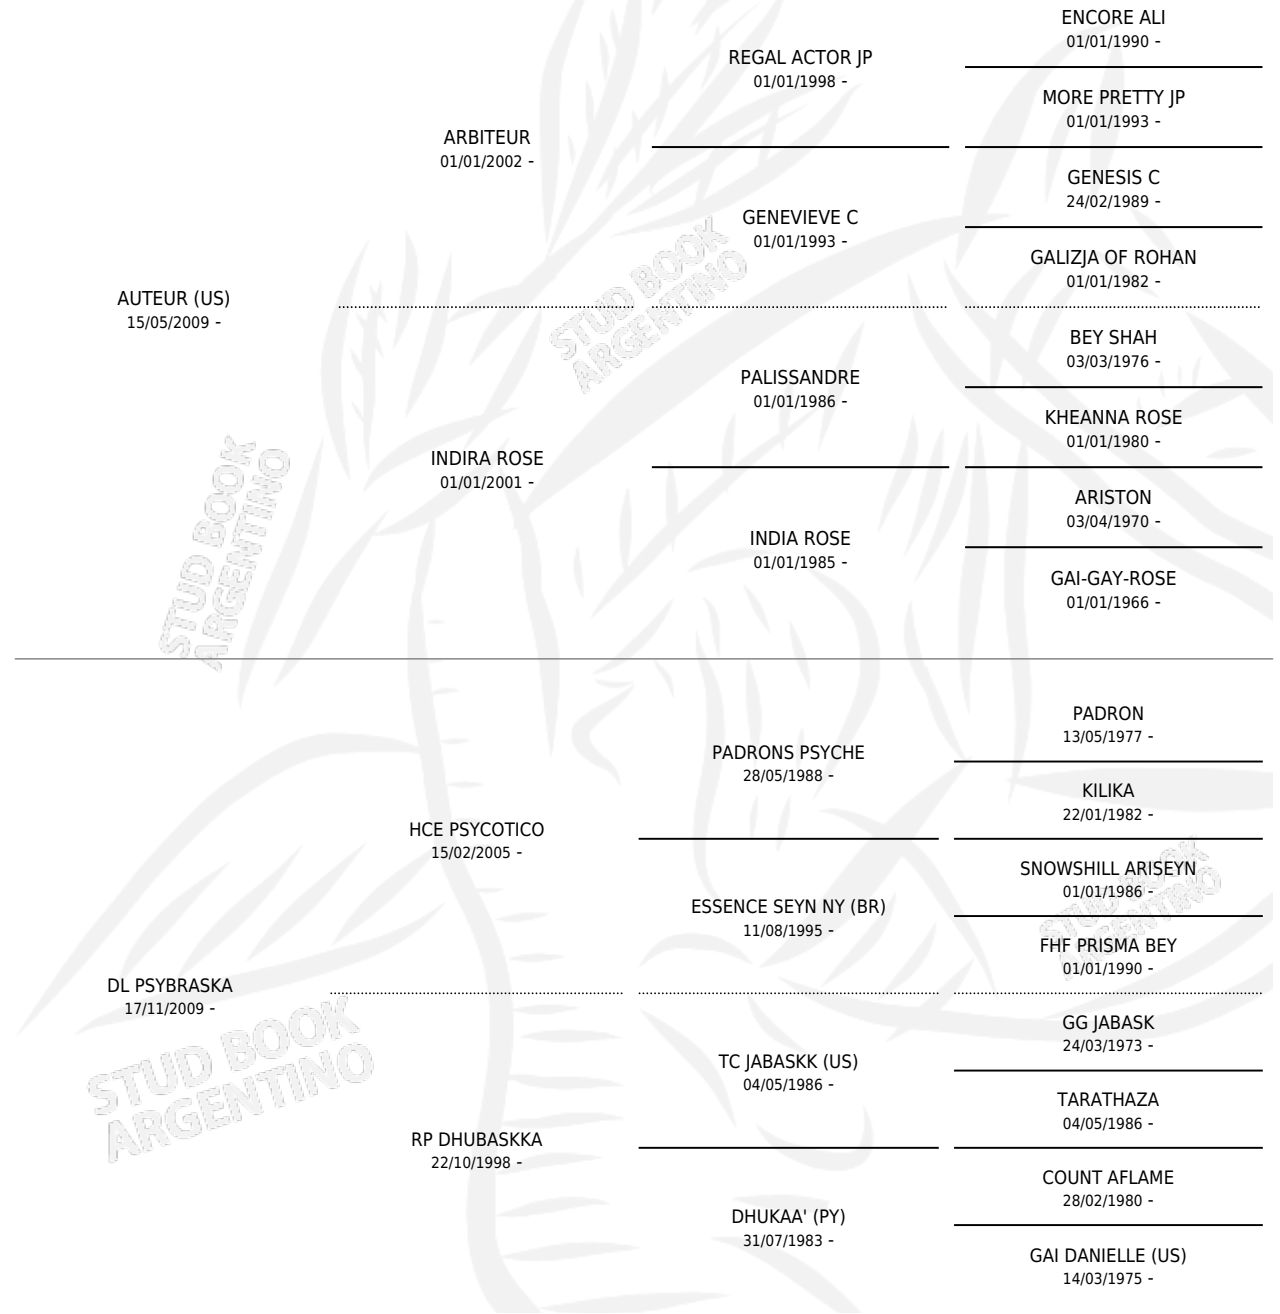 ENCORE ALI
01/01/1990 -
REGAL ACTOR JP
01/01/1998 -
MORE PRETTY JP
01/01/1993 -
ARBITEUR
01/01/2002 -
GENESIS C
24/02/1989 -
GENEVIEVE C
01/01/1993 -
GALIZJA OF ROHAN
01/01/1982 -
AUTEUR (US)
15/05/2009 -
STUD BOOK
ARGENTINO
BEY SHAH
03/03/1976 -
PALISSANDRE
01/01/1986 -
KHEANNA ROSE
01/01/1980 -
INDIRA ROSE
01/01/2001 -
ARISTON
03/04/1970 -
INDIA ROSE
01/01/1985 -
GAI-GAY-ROSE
01/01/1966 -
STUD BOOK
ARGENTINO
PADRON
13/05/1977 -
PADRONS PSYCHE
28/05/1988 -
KILIKA
22/01/1982 -
HCE PSYCOTICO
15/02/2005 -
SNOWSHILL ARISEYN
01/01/1986 -
ESSENCE SEYN NY (BR)
11/08/1995 -
FHF PRISMA BEY
01/01/1990 -
STUD BOOK
ARGENTINO
DL PSYBRASKA
17/11/2009 -
GG JABASK
24/03/1973 -
TC JABASKK (US)
04/05/1986 -
TARATHAZA
04/05/1986 -
STUD BOOK
ARGENTINO
RP DHUBASKKA
22/10/1998 -
COUNT AFLAME
28/02/1980 -
DHUKAA' (PY)
31/07/1983 -
GAI DANIELLE (US)
14/03/1975 -